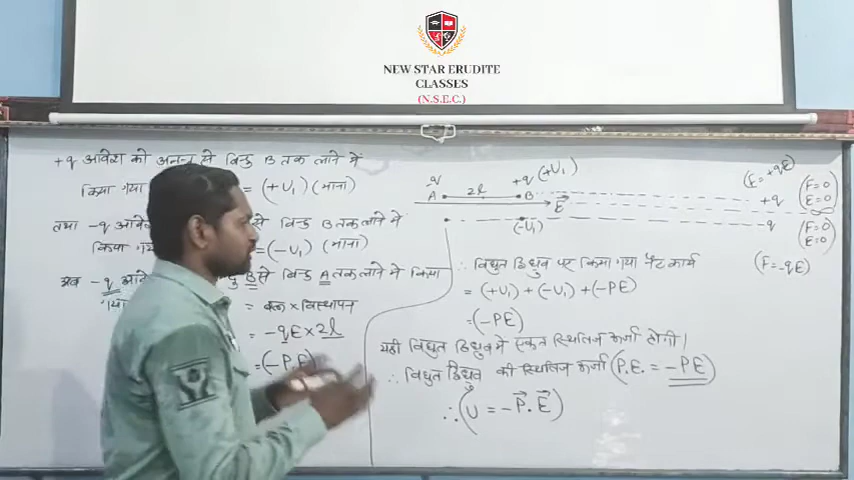 NEW STAR ERUDITE
CLASSES
(N.S.E.C.)
+q आवेश को अनन्त से बिन्दु B तक लाने में
किया गया = (+U₁) (माना)
तथा -q आवेश से बिन्दु B तक लाने में
किया गया = (-U₁) (माना)
अब -q आवेश B से बिन्दु A तक लाने में किया
गया = बल × विस्थापन
= -qE × 2l
= (-P.E)
-q +q (+U₁) (F = +qE) (F=0
A 2l B +q E=0)
E⃗ ∞
(-U₁) -q (F=0
E=0)
(F=-qE)
∴ विद्युत द्विध्रुव पर किया गया नेट कार्य
= (+U₁) + (-U₁) + (-PE)
= (-PE)
यही विद्युत द्विध्रुव में स्थितिज ऊर्जा होगी।
∴ विद्युत द्विध्रुव की स्थितिज ऊर्जा (P.E. = -PE)
∴ (U = -P⃗.E⃗)